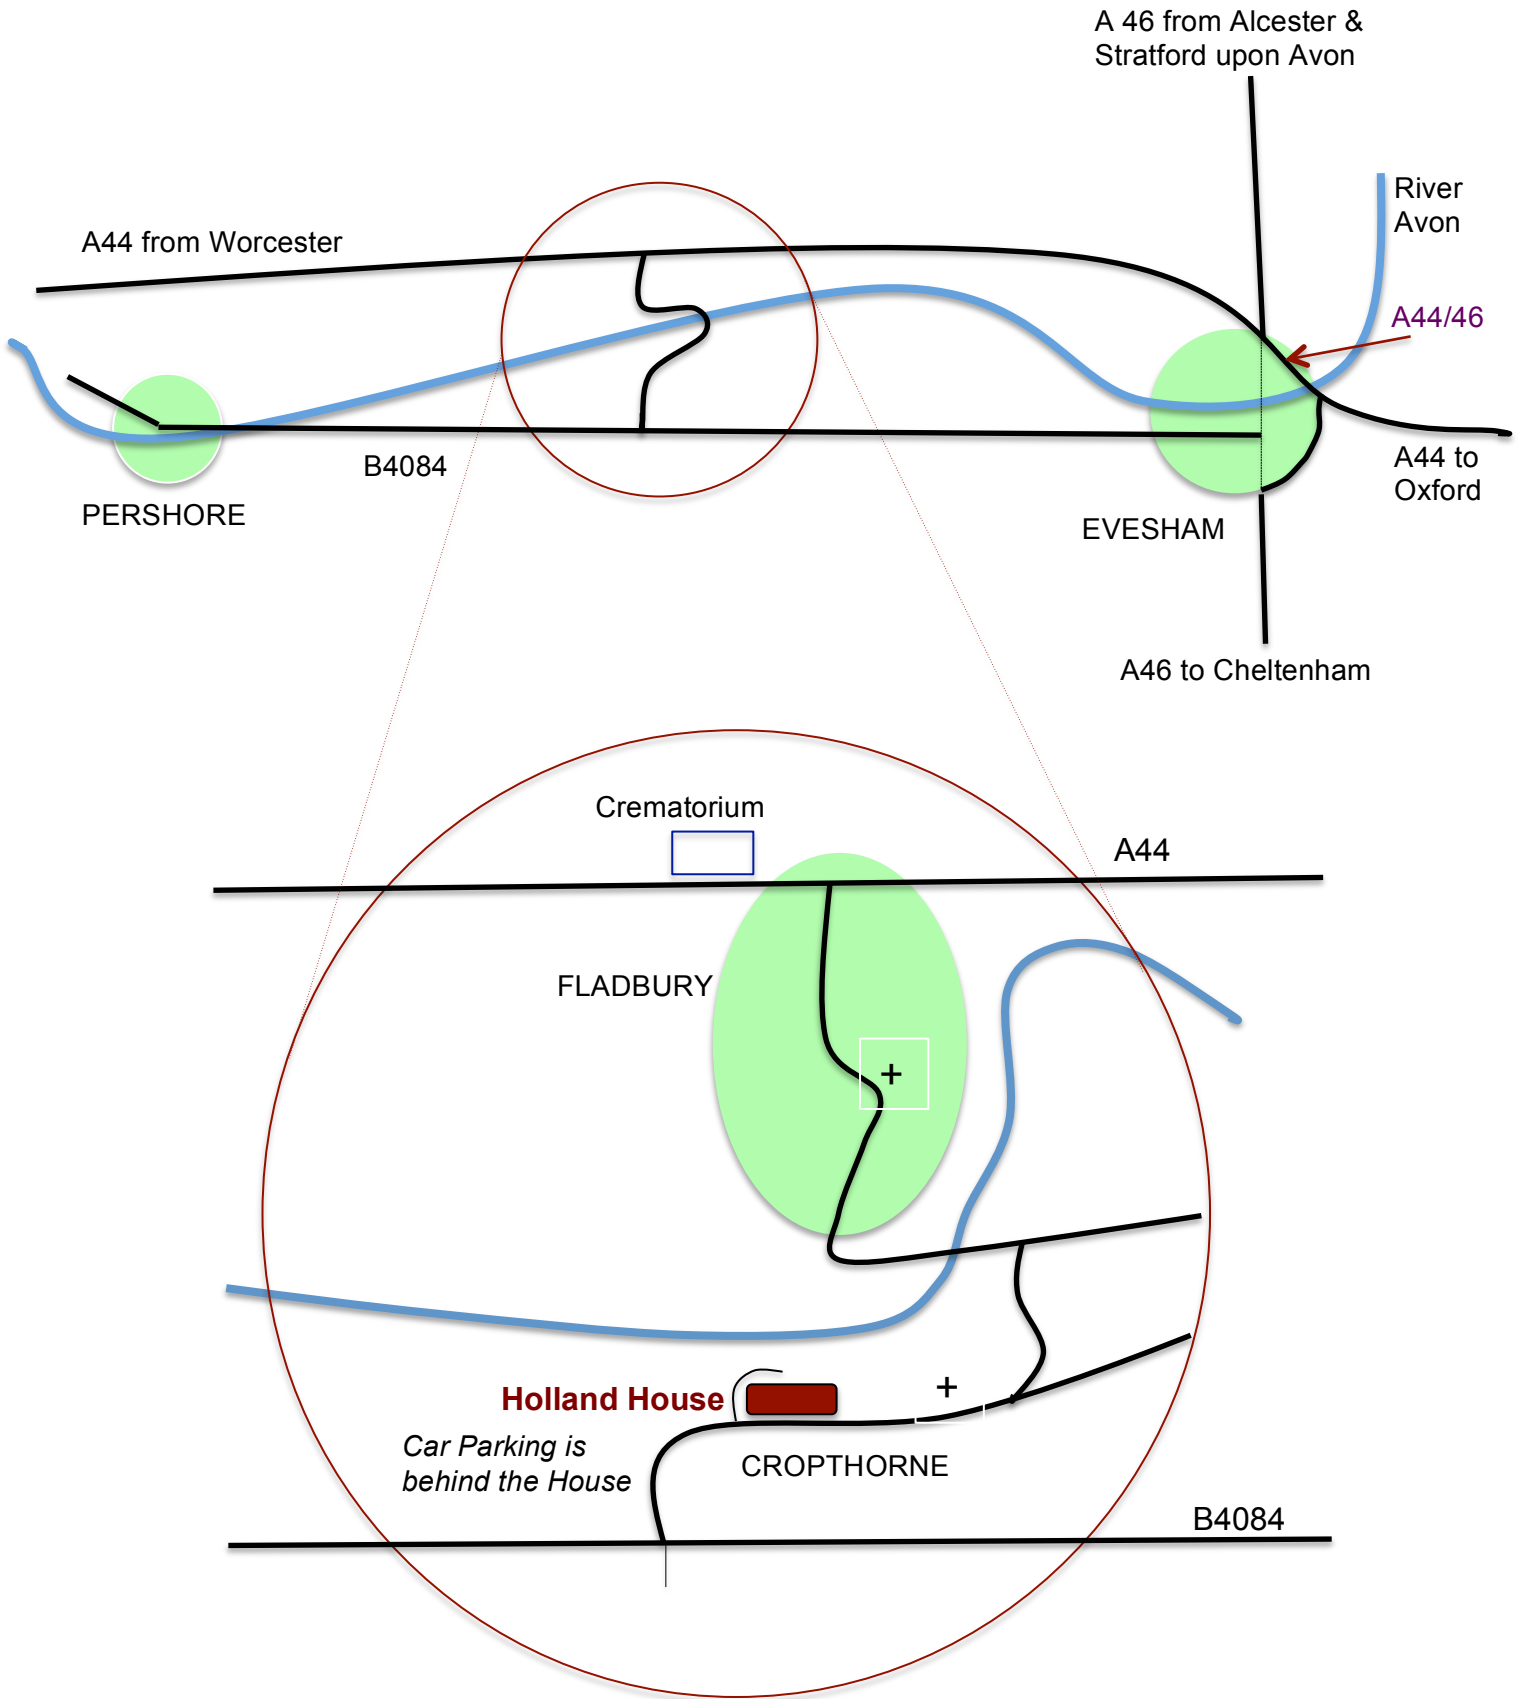 A 46 from Alcester &
Stratford upon Avon
River
Avon
A44 from Worcester
A44/46
B4084
A44 to
Oxford
PERSHORE
EVESHAM
A46 to Cheltenham
Crematorium
A44
FLADBURY
+
+
Holland House
Car Parking is
behind the House
CROPTHORNE
B4084